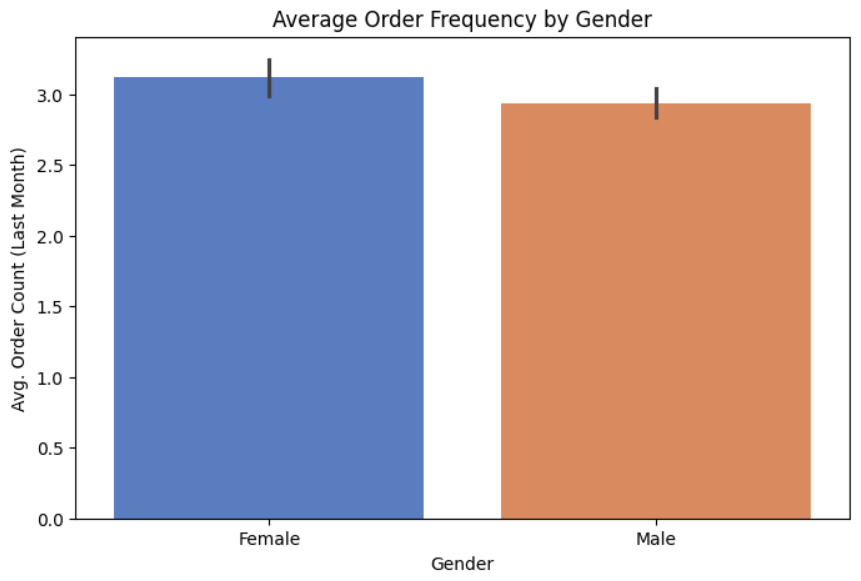 Average Order Frequency by Gender
Avg. Order Count (Last Month)
3.0
2.5
2.0
1.5
1.0
0.5
0.0
Female
Male
Gender